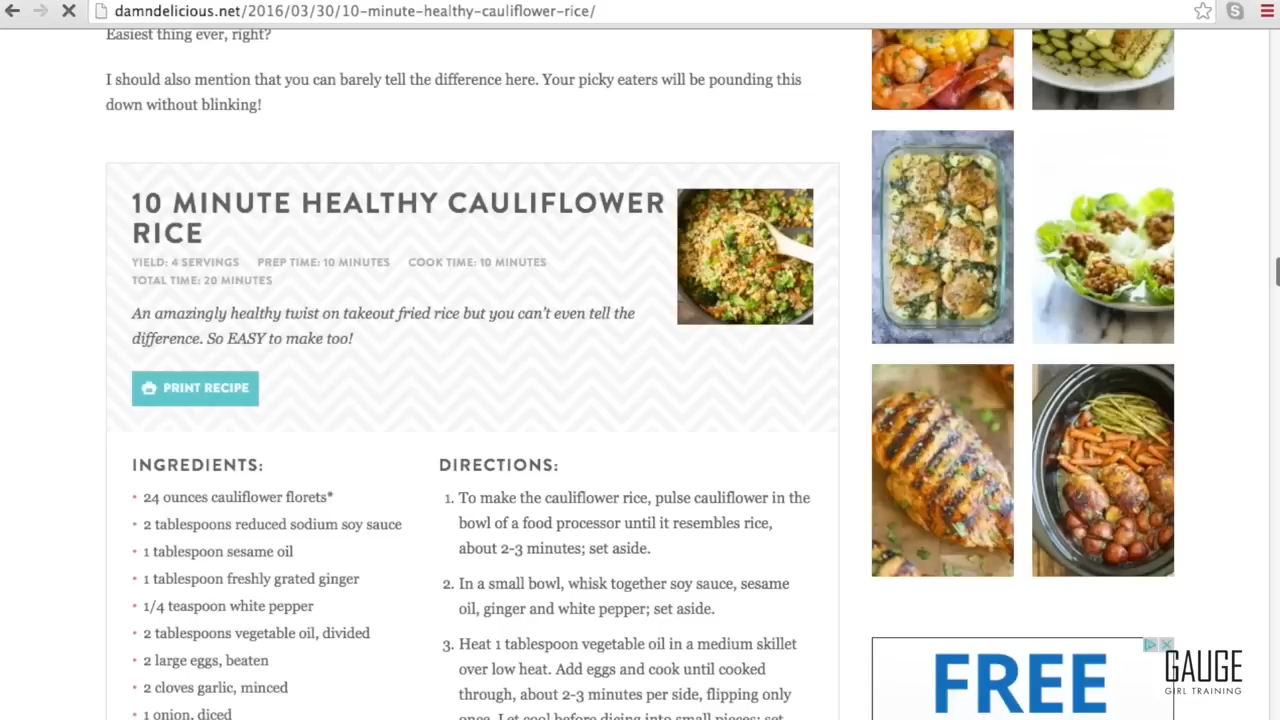 damndelicious.net/2016/03/30/10-minute-healthy-cauliflower-rice/
Easiest thing ever, right?
I should also mention that you can barely tell the difference here. Your picky eaters will be pounding this
down without blinking!
10 MINUTE HEALTHY CAULIFLOWER
RICE
YIELD: 4 SERVINGS PREP TIME: 10 MINUTES COOK TIME: 10 MINUTES
TOTAL TIME: 20 MINUTES
An amazingly healthy twist on takeout fried rice but you can't even tell the
difference. So EASY to make too!
PRINT RECIPE
INGREDIENTS:
• 24 ounces cauliflower florets*
• 2 tablespoons reduced sodium soy sauce
• 1 tablespoon sesame oil
• 1 tablespoon freshly grated ginger
• 1/4 teaspoon white pepper
• 2 tablespoons vegetable oil, divided
• 2 large eggs, beaten
• 2 cloves garlic, minced
• 1 onion, diced
DIRECTIONS:
1. To make the cauliflower rice, pulse cauliflower in the
bowl of a food processor until it resembles rice,
about 2-3 minutes; set aside.
2. In a small bowl, whisk together soy sauce, sesame
oil, ginger and white pepper; set aside.
3. Heat 1 tablespoon vegetable oil in a medium skillet
over low heat. Add eggs and cook until cooked
through, about 2-3 minutes per side, flipping only
once. Let cool before dicing into small pieces; set
FREE
GAUGE
GIRL TRAINING